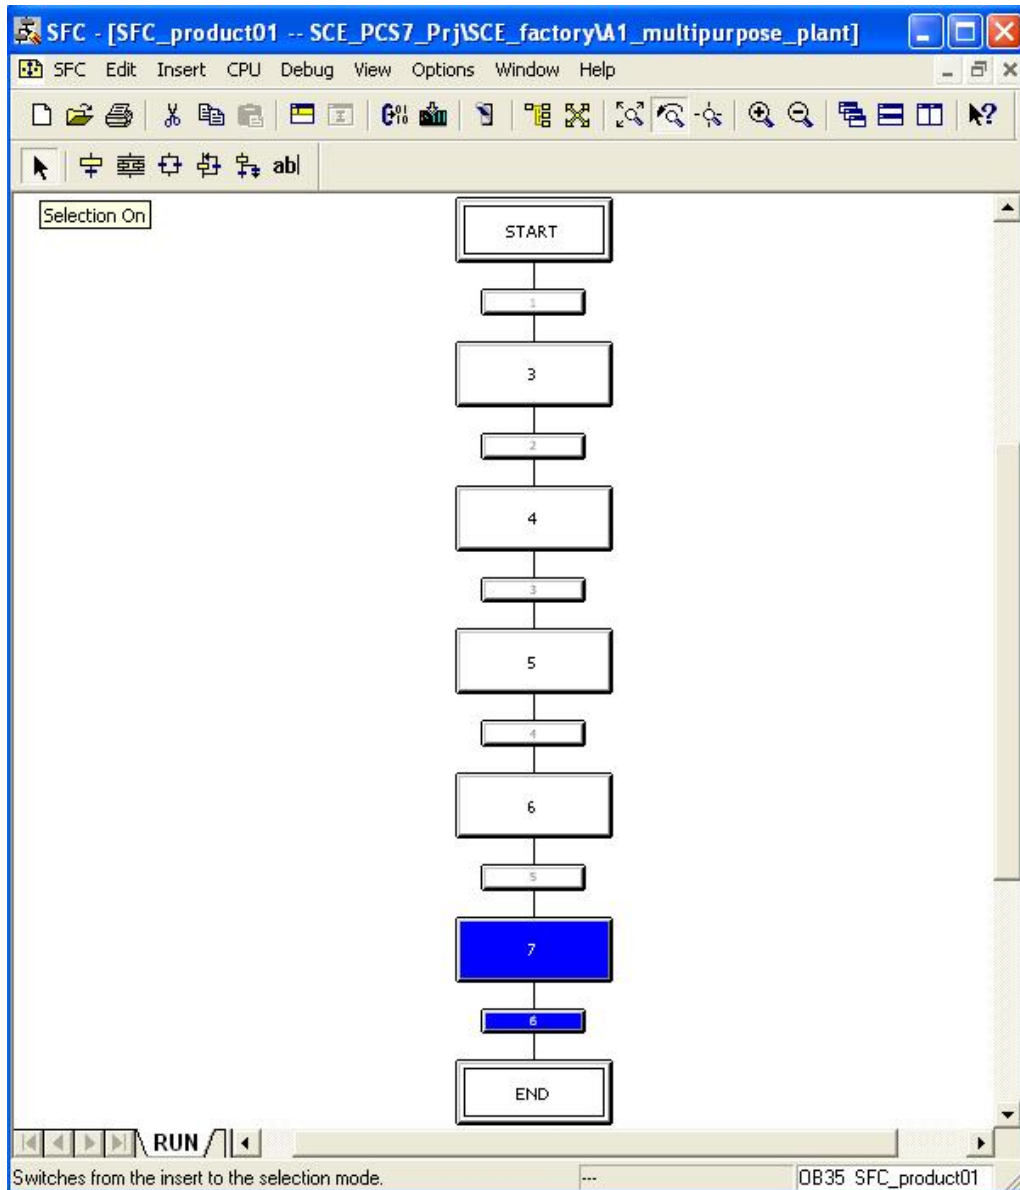 SFC - [SFC_product01 -- SCE_PCS7_Prj\SCE_factory\A1_multipurpose_plant]
SFC Edit Insert CPU Debug View Options Window Help
abl
Selection On
START
1
3
2
4
3
5
4
6
5
7
6
END
RUN
Switches from the insert to the selection mode.
---
OB35 SFC_product01